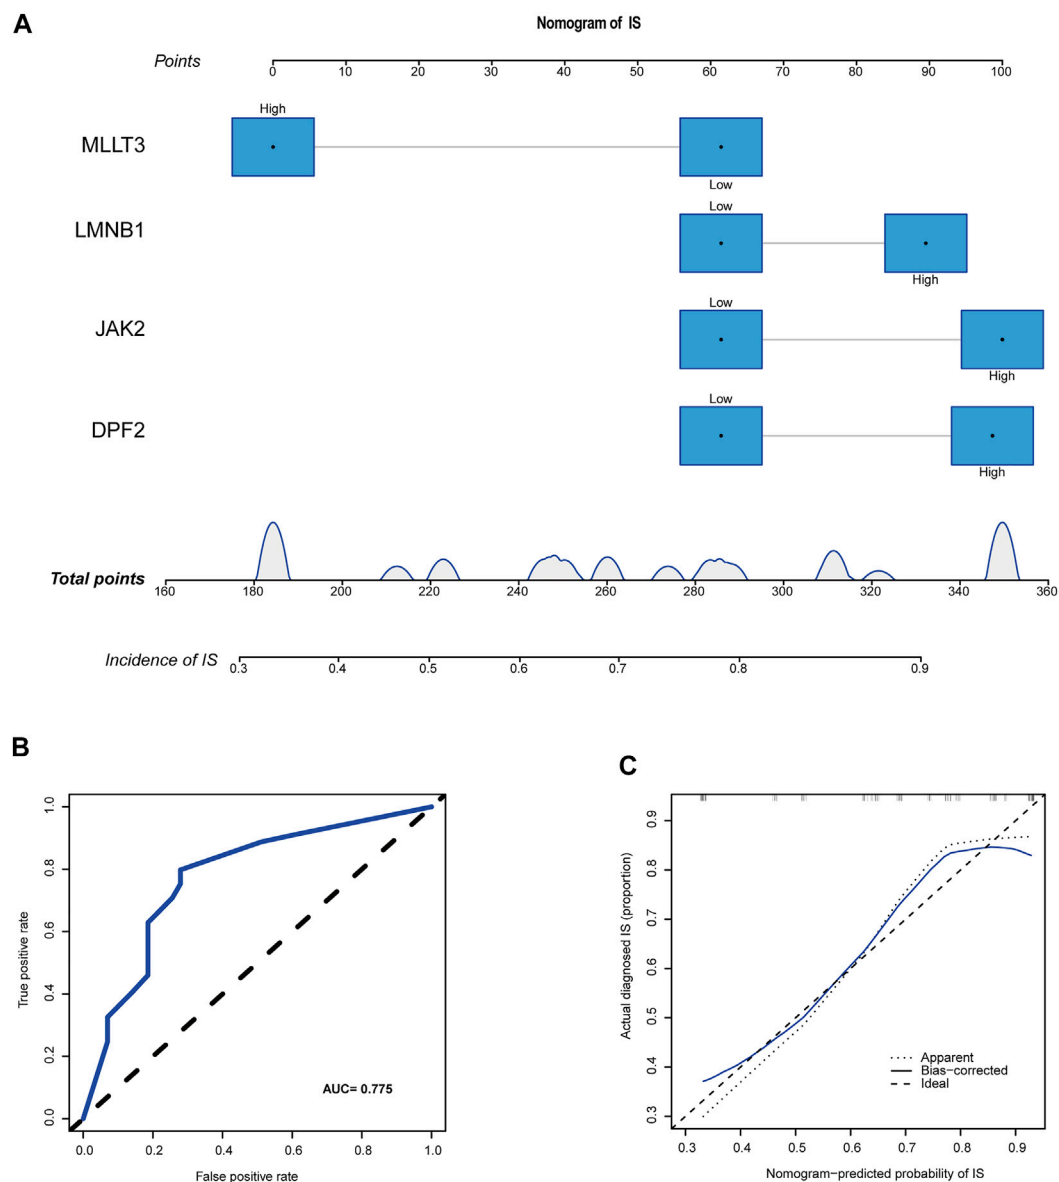 A
Nomogram of IS
Points
0 10 20 30 40 50 60 70 80 90 100
High
MLLT3
Low
Low
LMNB1
High
Low
JAK2
High
Low
DPF2
High
Total points
160 180 200 220 240 260 280 300 320 340 360
Incidence of IS
0.3 0.4 0.5 0.6 0.7 0.8 0.9
B
True positive rate
1.0
0.8
0.6
0.4
0.2
0.0
AUC= 0.775
0.0 0.2 0.4 0.6 0.8 1.0
False positive rate
C
Actual diagnosed IS (proportion)
0.9
0.8
0.7
0.6
0.5
0.4
0.3
Apparent
Bias−corrected
Ideal
0.3 0.4 0.5 0.6 0.7 0.8 0.9
Nomogram−predicted probability of IS